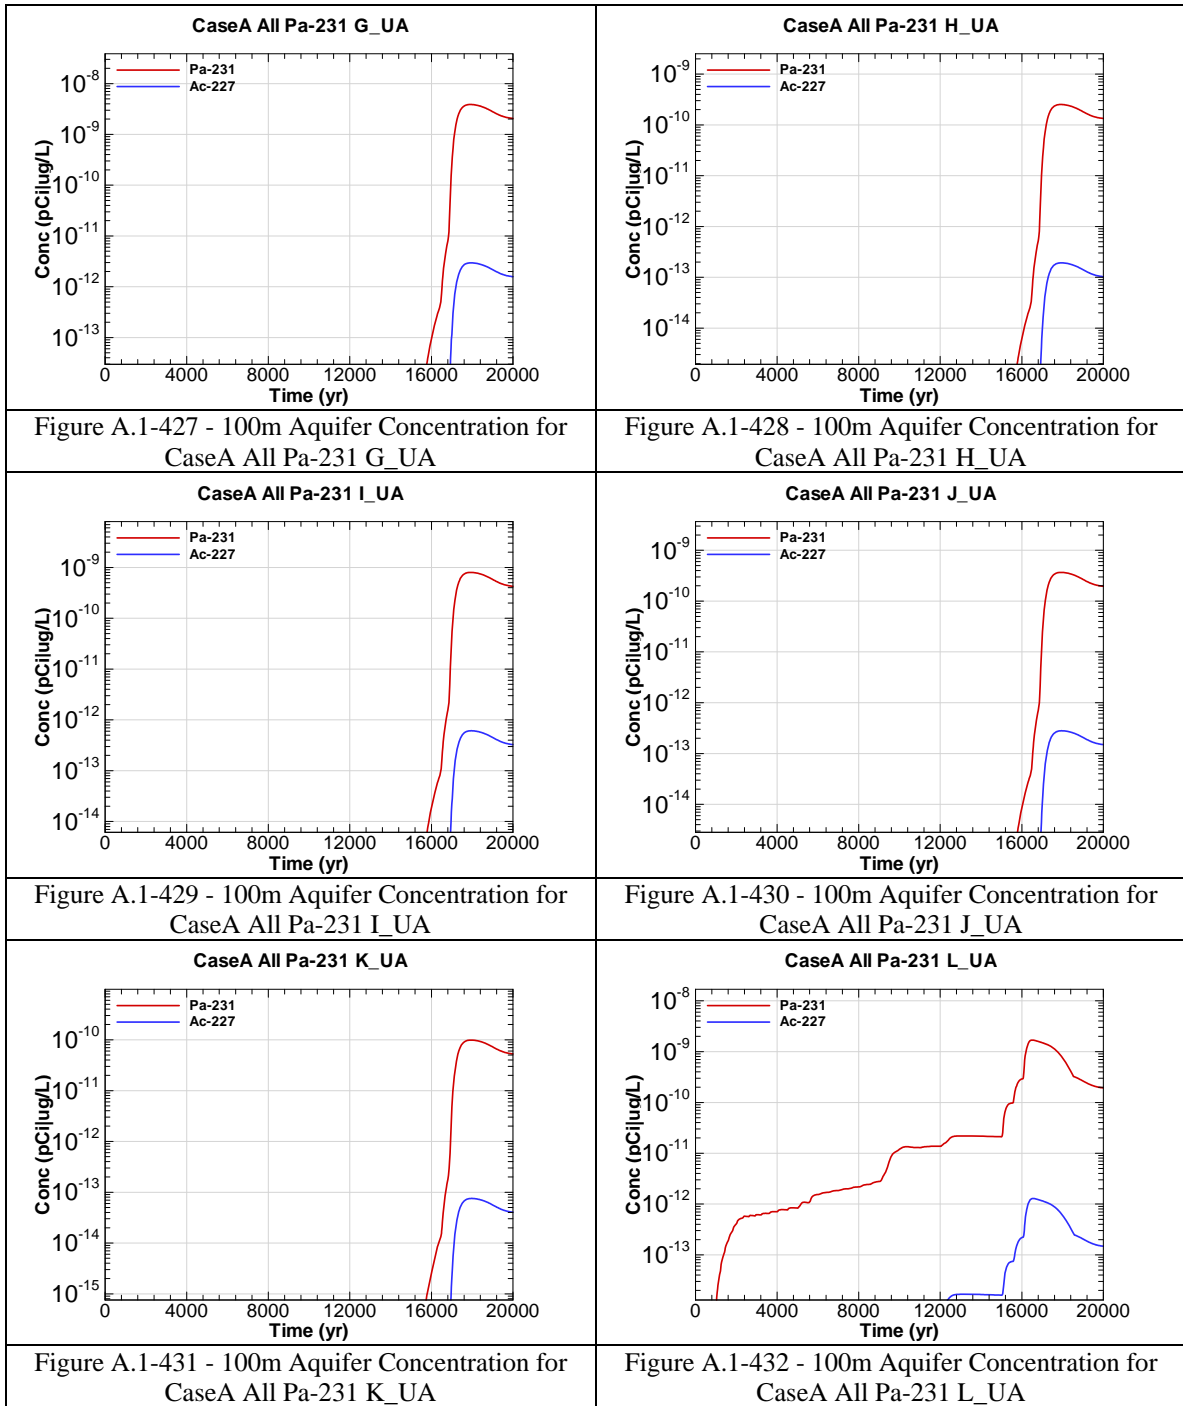 CaseA All Pa-231 G_UA
Pa-231
Ac-227
10-8
10-9
10-10
10-11
10-12
10-13
Conc (pCi|ug/L)
0 4000 8000 12000 16000 20000
Time (yr)
Figure A.1-427 - 100m Aquifer Concentration for
CaseA All Pa-231 G_UA
CaseA All Pa-231 H_UA
Pa-231
Ac-227
10-9
10-10
10-11
10-12
10-13
10-14
Conc (pCi|ug/L)
0 4000 8000 12000 16000 20000
Time (yr)
Figure A.1-428 - 100m Aquifer Concentration for
CaseA All Pa-231 H_UA
CaseA All Pa-231 I_UA
Pa-231
Ac-227
10-9
10-10
10-11
10-12
10-13
10-14
Conc (pCi|ug/L)
0 4000 8000 12000 16000 20000
Time (yr)
Figure A.1-429 - 100m Aquifer Concentration for
CaseA All Pa-231 I_UA
CaseA All Pa-231 J_UA
Pa-231
Ac-227
10-9
10-10
10-11
10-12
10-13
10-14
Conc (pCi|ug/L)
0 4000 8000 12000 16000 20000
Time (yr)
Figure A.1-430 - 100m Aquifer Concentration for
CaseA All Pa-231 J_UA
CaseA All Pa-231 K_UA
Pa-231
Ac-227
10-10
10-11
10-12
10-13
10-14
10-15
Conc (pCi|ug/L)
0 4000 8000 12000 16000 20000
Time (yr)
Figure A.1-431 - 100m Aquifer Concentration for
CaseA All Pa-231 K_UA
CaseA All Pa-231 L_UA
Pa-231
Ac-227
10-8
10-9
10-10
10-11
10-12
10-13
Conc (pCi|ug/L)
0 4000 8000 12000 16000 20000
Time (yr)
Figure A.1-432 - 100m Aquifer Concentration for
CaseA All Pa-231 L_UA